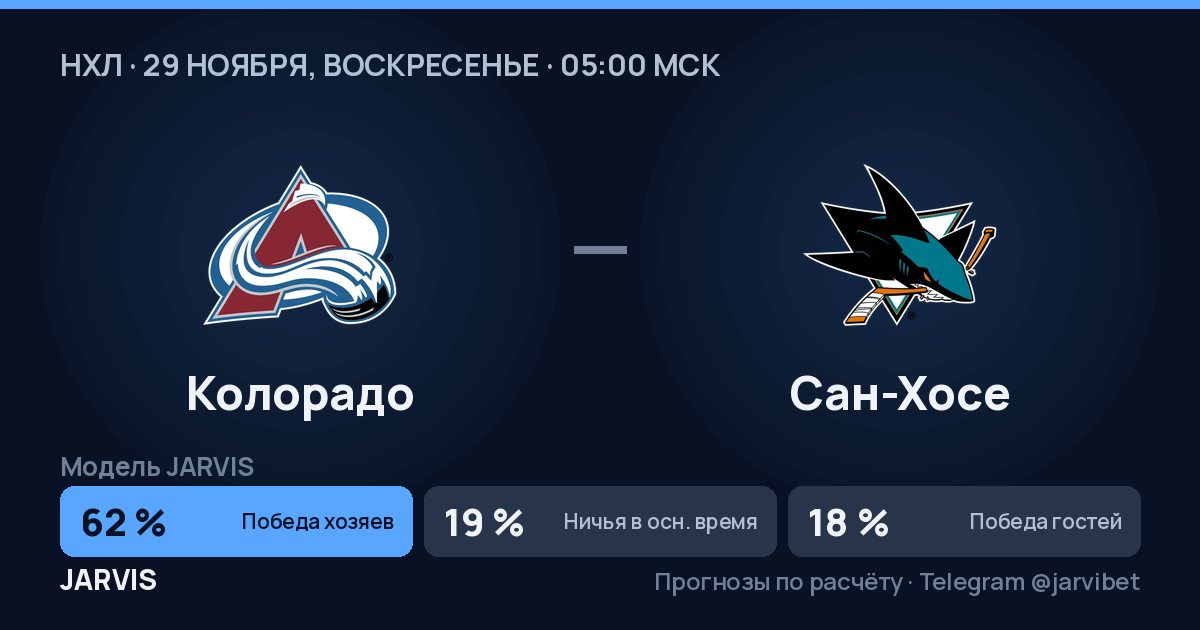 НХЛ · 29 НОЯБРЯ, ВОСКРЕСЕНЬЕ · 05:00 МСК
Колорадо — Сан-Хосе
Модель JARVIS
62 % Победа хозяев 19 % Ничья в осн. время 18 % Победа гостей
JARVIS Прогнозы по расчёту · Telegram @jarvibet